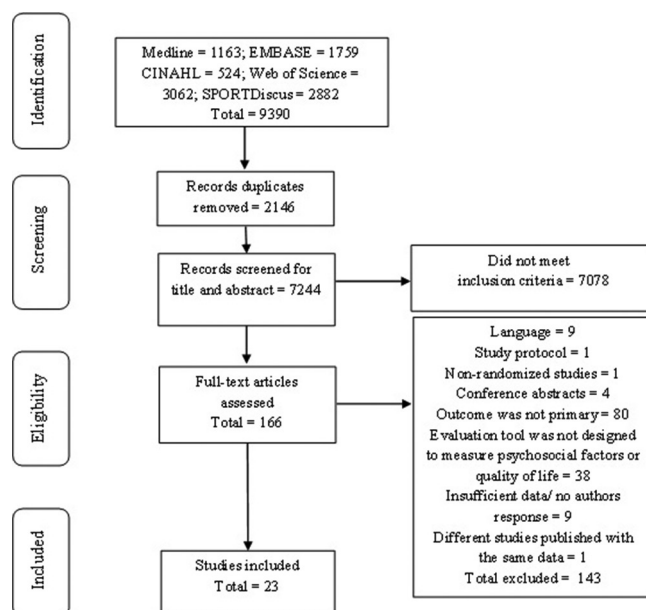 Identification
Medline = 1163; EMBASE = 1759
CINAHL = 524; Web of Science =
3062; SPORTDiscus = 2882
Total = 9390
Screening
Records duplicates
removed = 2146
Records screened for
title and abstract = 7244
Did not meet
inclusion criteria = 7078
Eligibility
Full-text articles
assessed
Total = 166
Language = 9
Study protocol = 1
Non-randomized studies = 1
Conference abstracts = 4
Outcome was not primary = 80
Evaluation tool was not designed
to measure psychosocial factors or
quality of life = 38
Insufficient data/ no authors
response = 9
Different studies published with
the same data = 1
Total excluded = 143
Included
Studies included
Total = 23